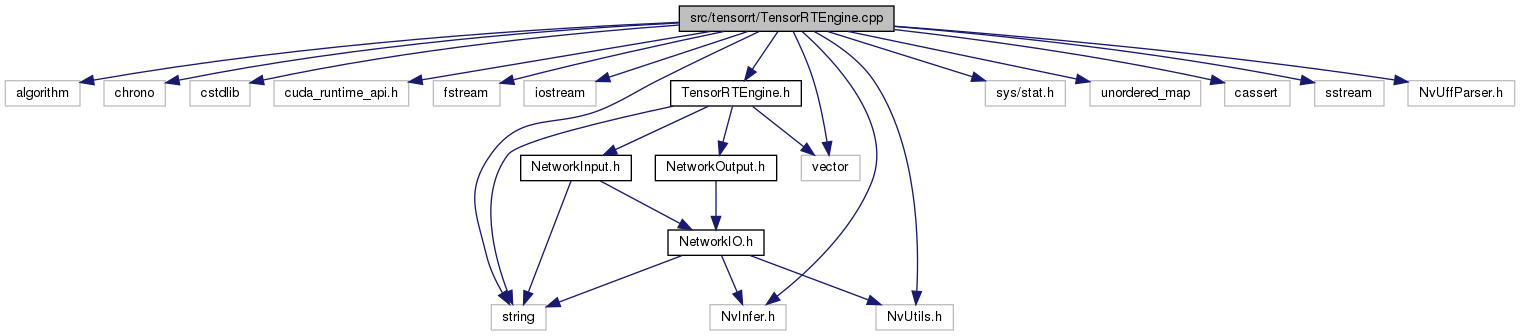 src/tensorrt/TensorRTEngine.cpp
algorithm
chrono
cstdlib
cuda_runtime_api.h
fstream
iostream
TensorRTEngine.h
sys/stat.h
unordered_map
cassert
sstream
NvUffParser.h
NetworkInput.h
NetworkOutput.h
vector
NetworkIO.h
string
NvInfer.h
NvUtils.h